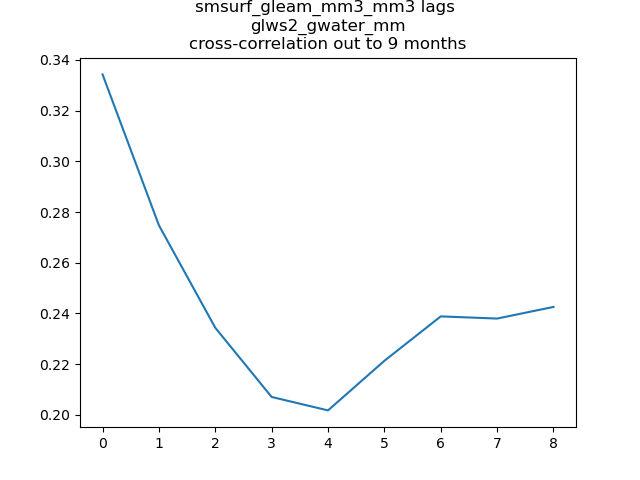 smsurf_gleam_mm3_mm3 lags
glws2_gwater_mm
cross-correlation out to 9 months
0.34
0.32
0.30
0.28
0.26
0.24
0.22
0.20
0 1 2 3 4 5 6 7 8